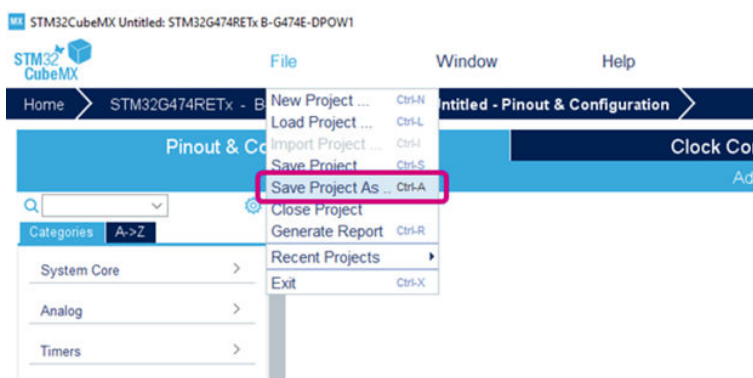 MX STM32CubeMX Untitled: STM32G474RETx B-G474E-DPOW1
STM32
CubeMX
File Window Help
Home STM32G474RETx - B ntitled - Pinout & Configuration
New Project ... Ctrl-N
Load Project ... Ctrl-L
Import Project ... Ctrl-I
Save Project Ctrl-S
Save Project As .. Ctrl-A
Close Project
Generate Report Ctrl-R
Recent Projects
Exit Ctrl-X
Pinout & Co Clock Co
Ad
Categories A->Z
System Core
Analog
Timers